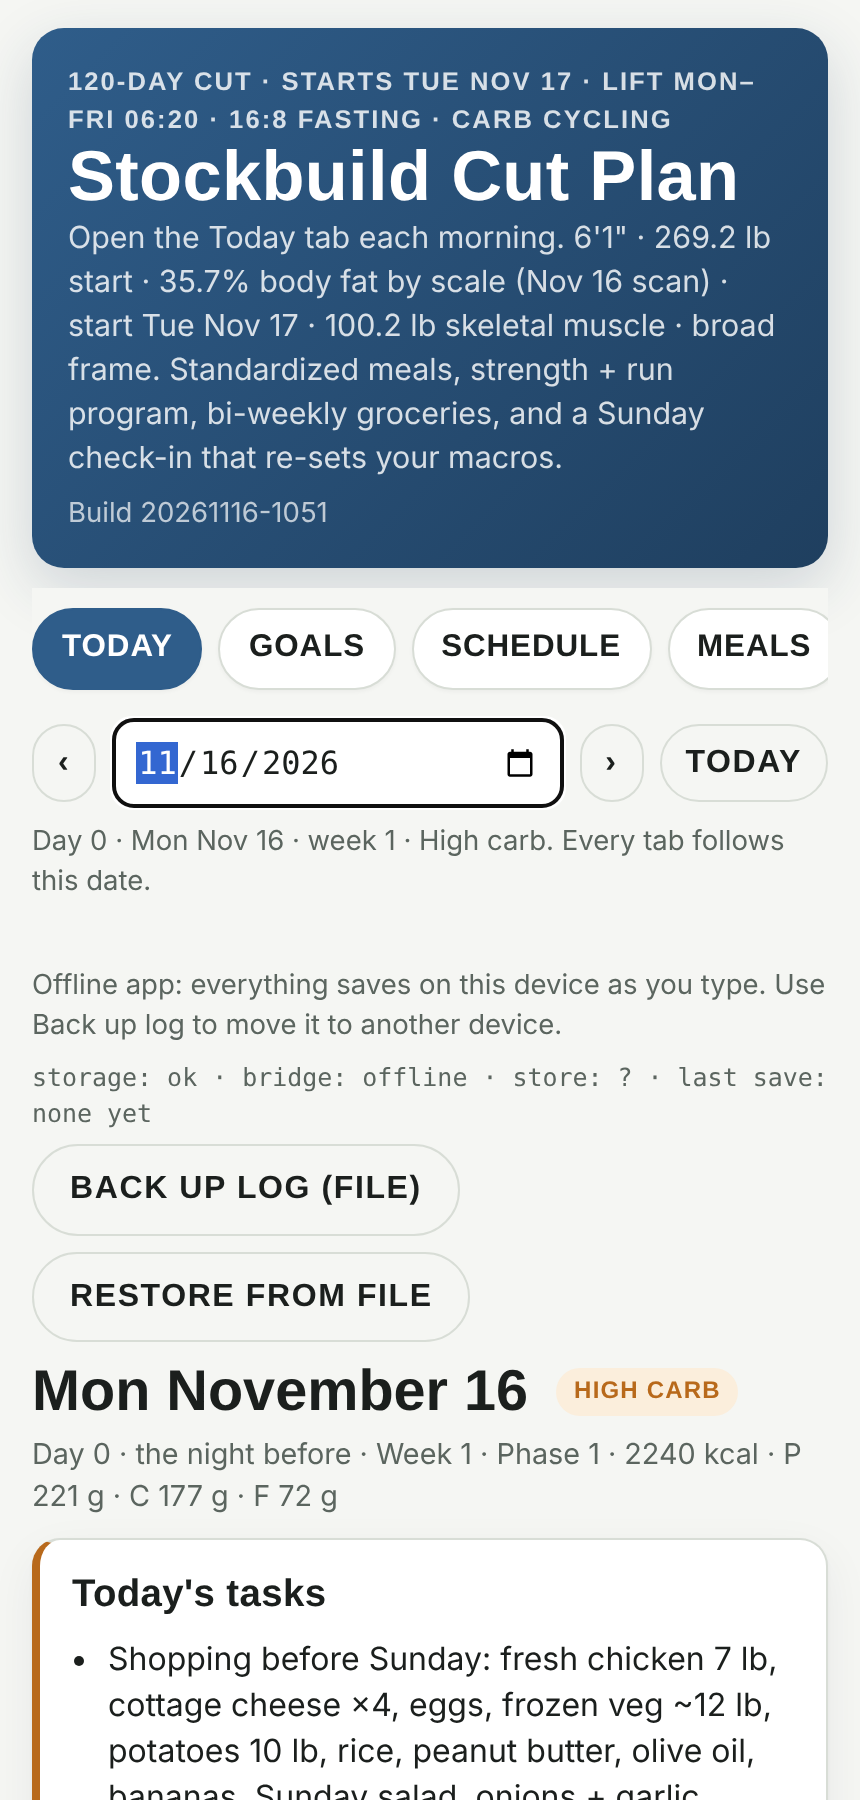 120-DAY CUT · STARTS TUE NOV 17 · LIFT MON–
FRI 06:20 · 16:8 FASTING · CARB CYCLING
Stockbuild Cut Plan
Open the Today tab each morning. 6'1" · 269.2 lb
start · 35.7% body fat by scale (Nov 16 scan) ·
start Tue Nov 17 · 100.2 lb skeletal muscle · broad
frame. Standardized meals, strength + run
program, bi-weekly groceries, and a Sunday
check-in that re-sets your macros.
Build 20261116-1051
TODAY GOALS SCHEDULE MEALS
‹ 11/16/2026 › TODAY
Day 0 · Mon Nov 16 · week 1 · High carb. Every tab follows
this date.
Offline app: everything saves on this device as you type. Use
Back up log to move it to another device.
storage: ok · bridge: offline · store: ? · last save:
none yet
BACK UP LOG (FILE)
RESTORE FROM FILE
Mon November 16 HIGH CARB
Day 0 · the night before · Week 1 · Phase 1 · 2240 kcal · P
221 g · C 177 g · F 72 g
Today's tasks
• Shopping before Sunday: fresh chicken 7 lb,
cottage cheese ×4, eggs, frozen veg ~12 lb,
potatoes 10 lb, rice, peanut butter, olive oil,
bananas, Sunday salad, onions + garlic